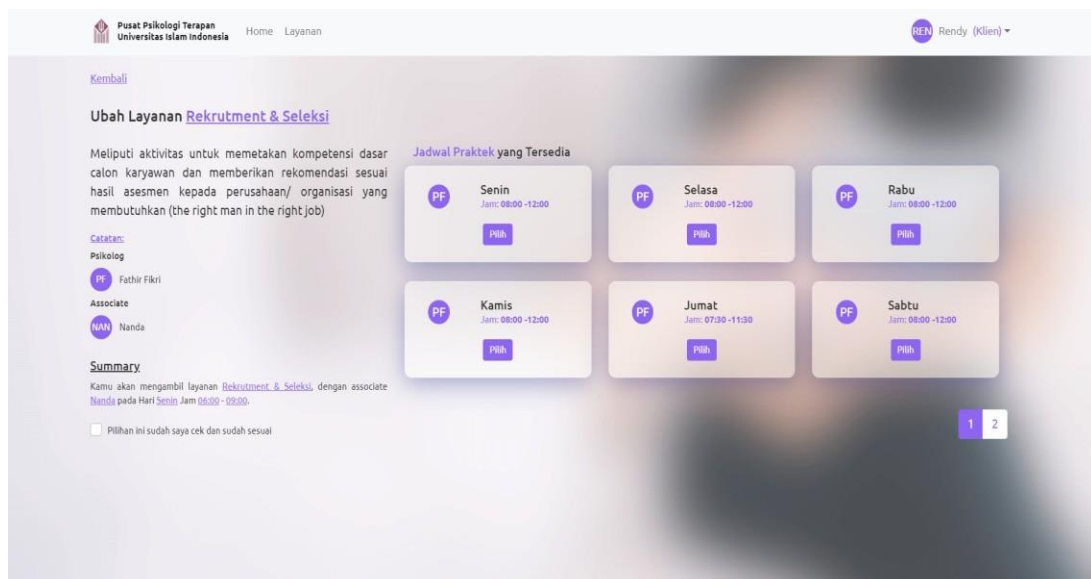 Pusat Psikologi Terapan
Universitas Islam Indonesia
Home Layanan
REN Rendy (Klien)
Kembali
Ubah Layanan Rekrutment & Seleksi
Meliputi aktivitas untuk memetakan kompetensi dasar
calon karyawan dan memberikan rekomendasi sesuai
hasil asesmen kepada perusahaan/ organisasi yang
membutuhkan (the right man in the right job)
Catatan:
Psikolog
PF Fathir Fikri
Associate
NAN Nanda
Summary
Kamu akan mengambil layanan Rekrutment & Seleksi, dengan associate
Nanda pada Hari Senin Jam 06:00 - 09:00.
Pilihan ini sudah saya cek dan sudah sesuai
Jadwal Praktek yang Tersedia
PF Senin
Jam: 08:00 -12:00
Pilih
PF Selasa
Jam: 08:00 -12:00
Pilih
PF Rabu
Jam: 08:00 -12:00
Pilih
PF Kamis
Jam: 08:00 -12:00
Pilih
PF Jumat
Jam: 07:30 -11:30
Pilih
PF Sabtu
Jam: 08:00 -12:00
Pilih
1 2